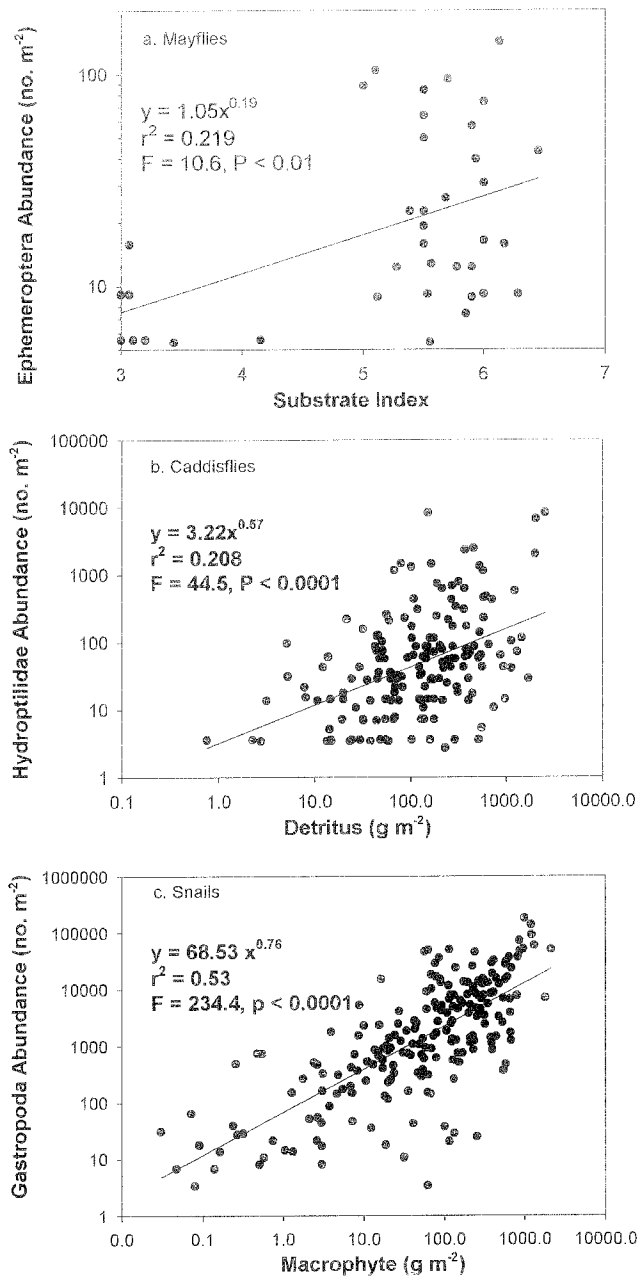 Ephemeroptera Abundance (no. m⁻²)
a. Mayflies
y = 1.05x^0.19
r² = 0.219
F = 10.6, P < 0.01
100
10
3 4 5 6 7
Substrate Index
Hydroptilidae Abundance (no. m⁻²)
b. Caddisflies
y = 3.22x^0.57
r² = 0.208
F = 44.5, P < 0.0001
100000
10000
1000
100
10
1
0.1 1.0 10.0 100.0 1000.0 10000.0
Detritus (g m⁻²)
Gastropoda Abundance (no. m⁻²)
c. Snails
y = 68.53 x^0.76
r² = 0.53
F = 234.4, p < 0.0001
1000000
100000
10000
1000
100
10
1
0.0 0.1 1.0 10.0 100.0 1000.0 10000.0
Macrophyte (g m⁻²)